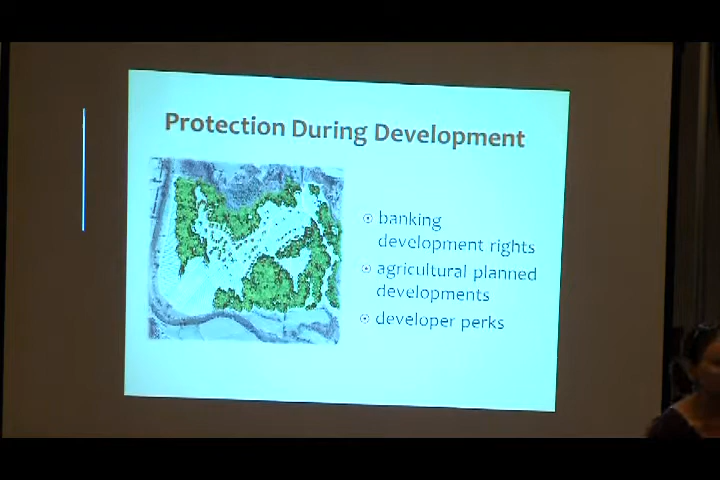 Protection During Development
banking
development rights
agricultural planned
developments
developer perks